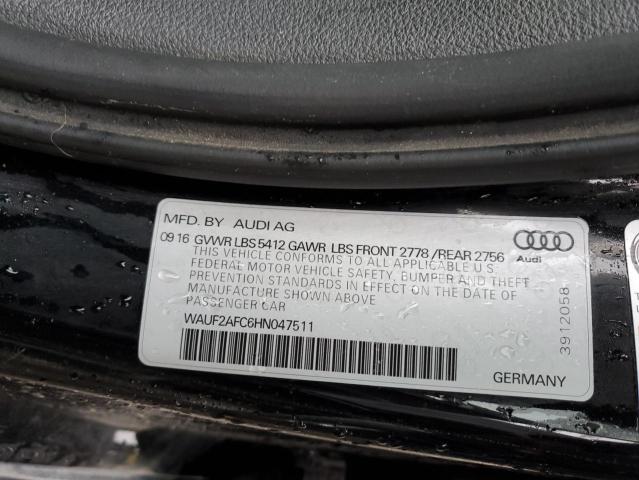 MFD. BY AUDI AG
09 16 GVWR LBS 5412 GAWR LBS FRONT 2778 /REAR 2756
THIS VEHICLE CONFORMS TO ALL APPLICABLE U.S.
FEDERAL MOTOR VEHICLE SAFETY, BUMPER AND THEFT
PREVENTION STANDARDS IN EFFECT ON THE DATE OF
MANUFACTURE SHOWN ABOVE
PASSENGER CAR
WAUF2AFC6HN047511
Audi
3912058
GERMANY